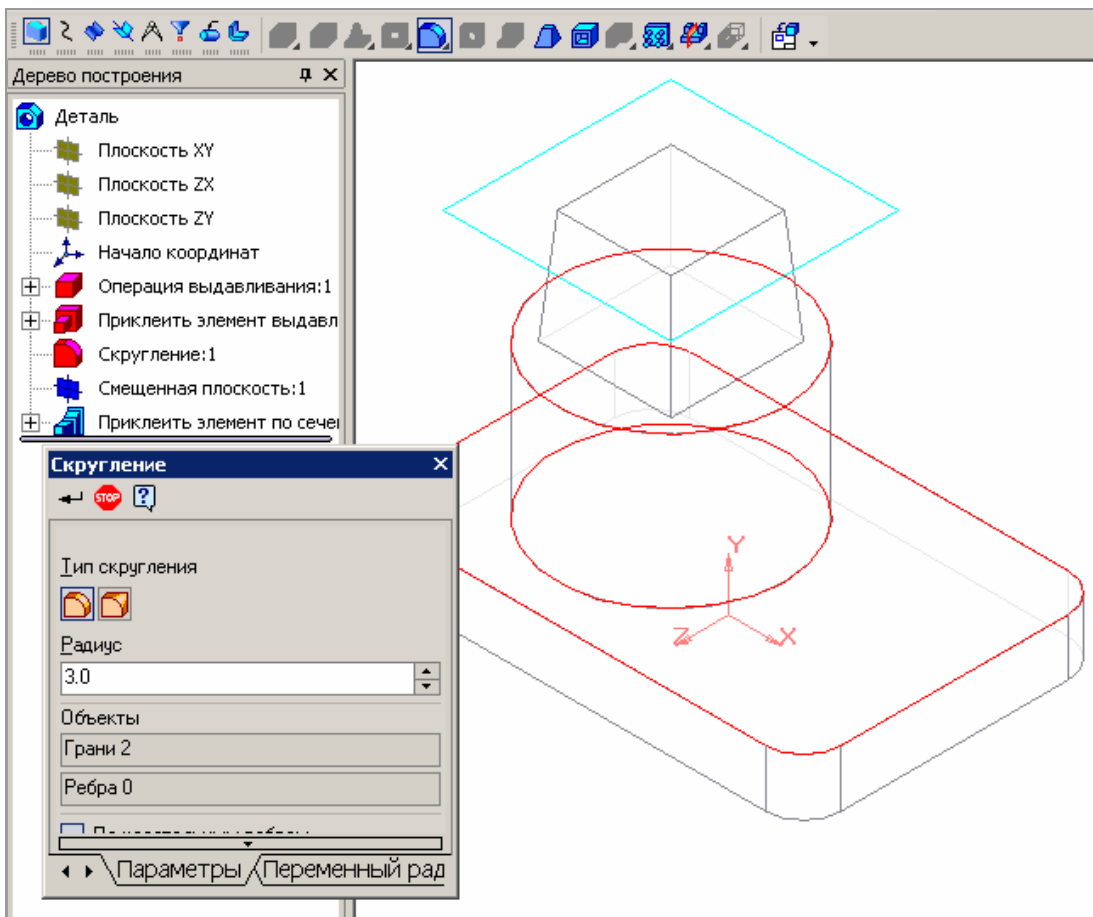 Дерево построения
Деталь
Плоскость XY
Плоскость ZX
Плоскость ZY
Начало координат
Операция выдавливания:1
Приклеить элемент выдавл
Скругление:1
Смещенная плоскость:1
Приклеить элемент по сече
Скругление
STOP ?
Тип скругления
Радиус
3.0
Объекты
Грани 2
Ребра 0
Параметры Переменный рад
Y
Z X